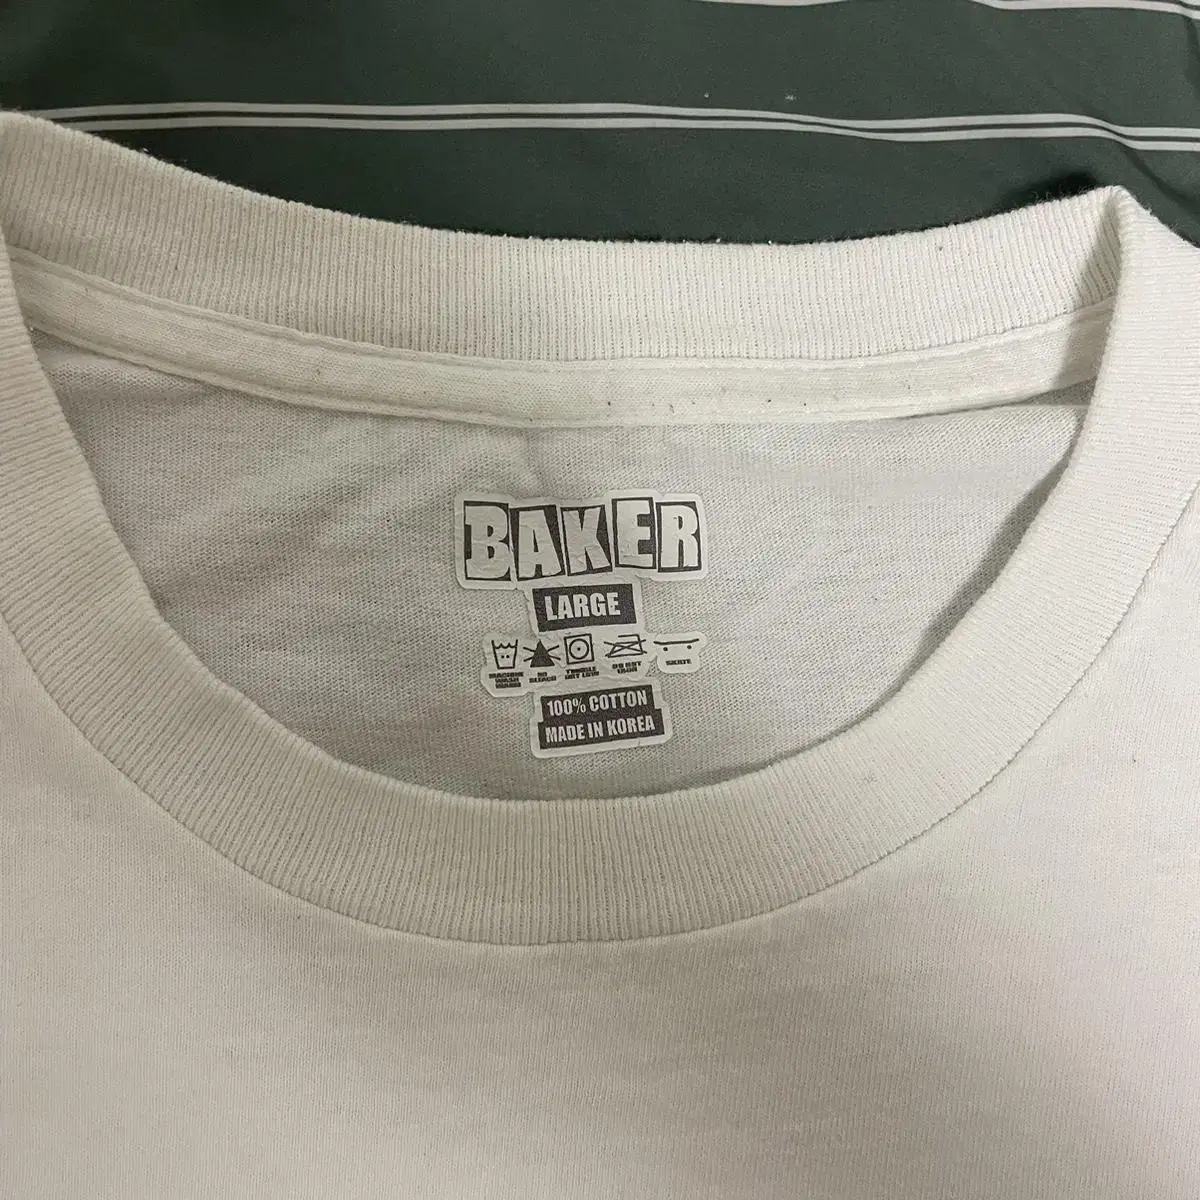 BAKER
LARGE
MACHINE WASH WARM
NO BLEACH
TUMBLE DRY LOW
DO NOT IRON
SKATE
100% COTTON
MADE IN KOREA